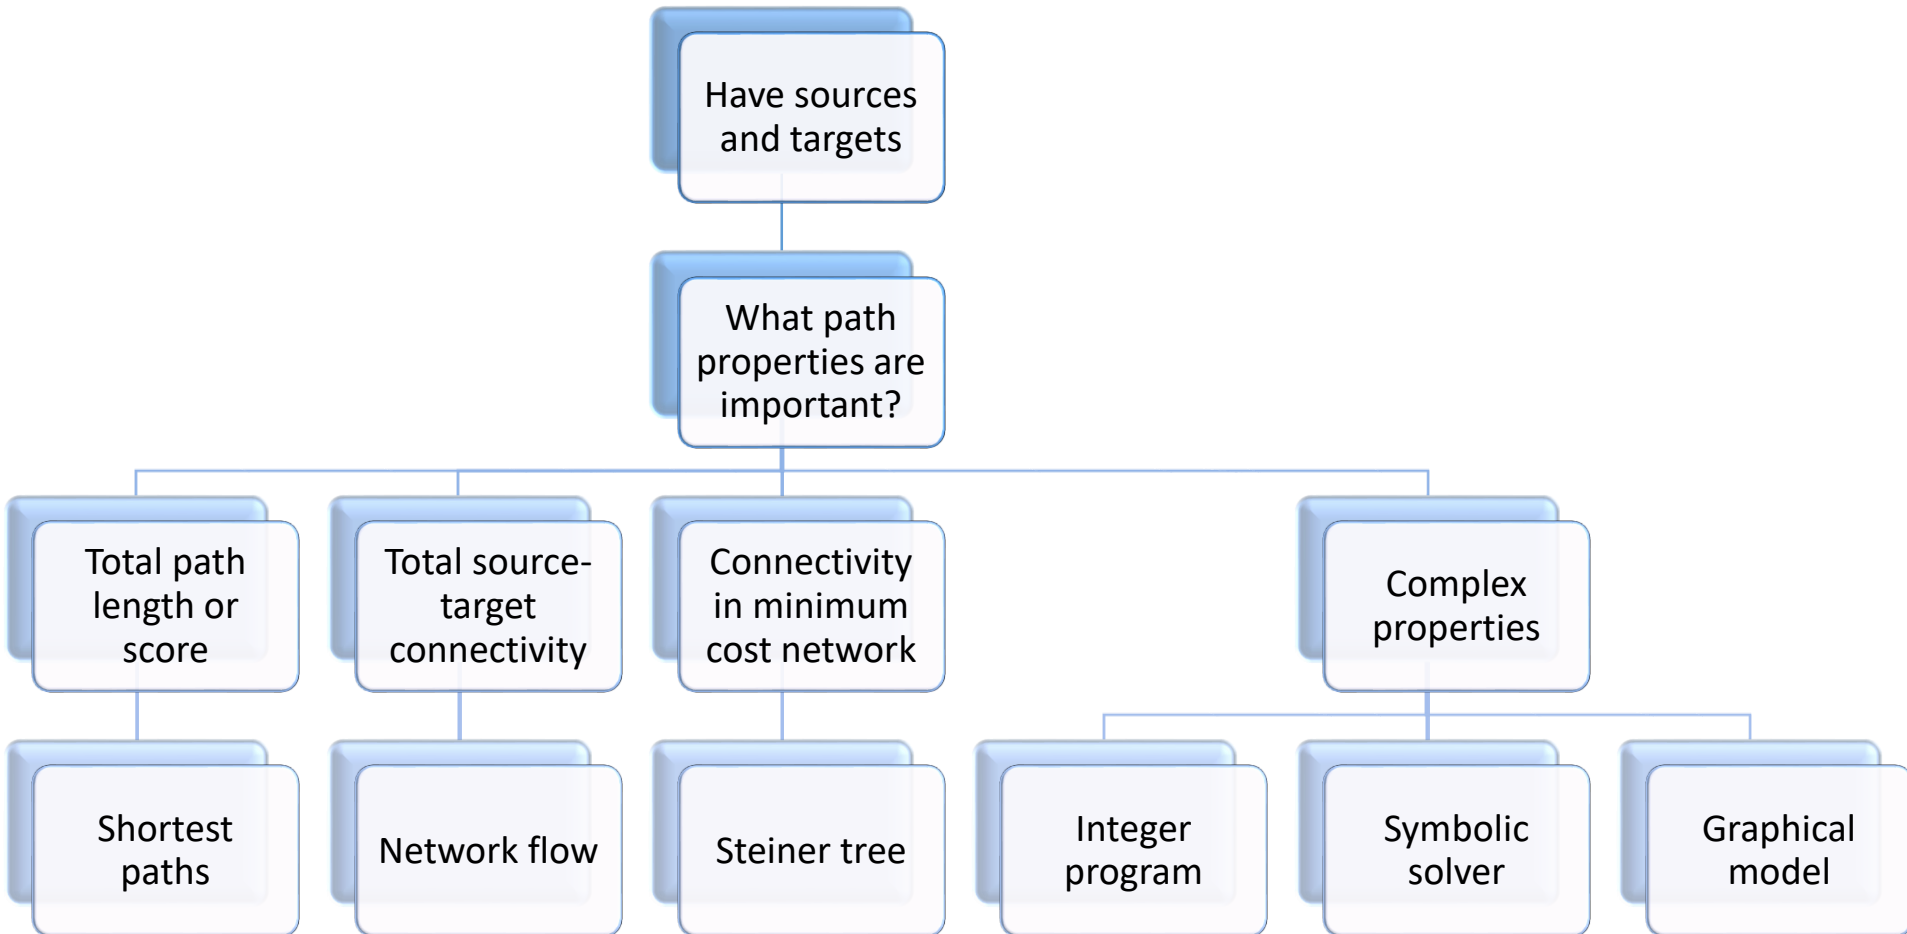 Have sources
and targets
What path
properties are
important?
Total path
length or
score
Total source-
target
connectivity
Connectivity
in minimum
cost network
Complex
properties
Shortest
paths
Network flow
Steiner tree
Integer
program
Symbolic
solver
Graphical
model